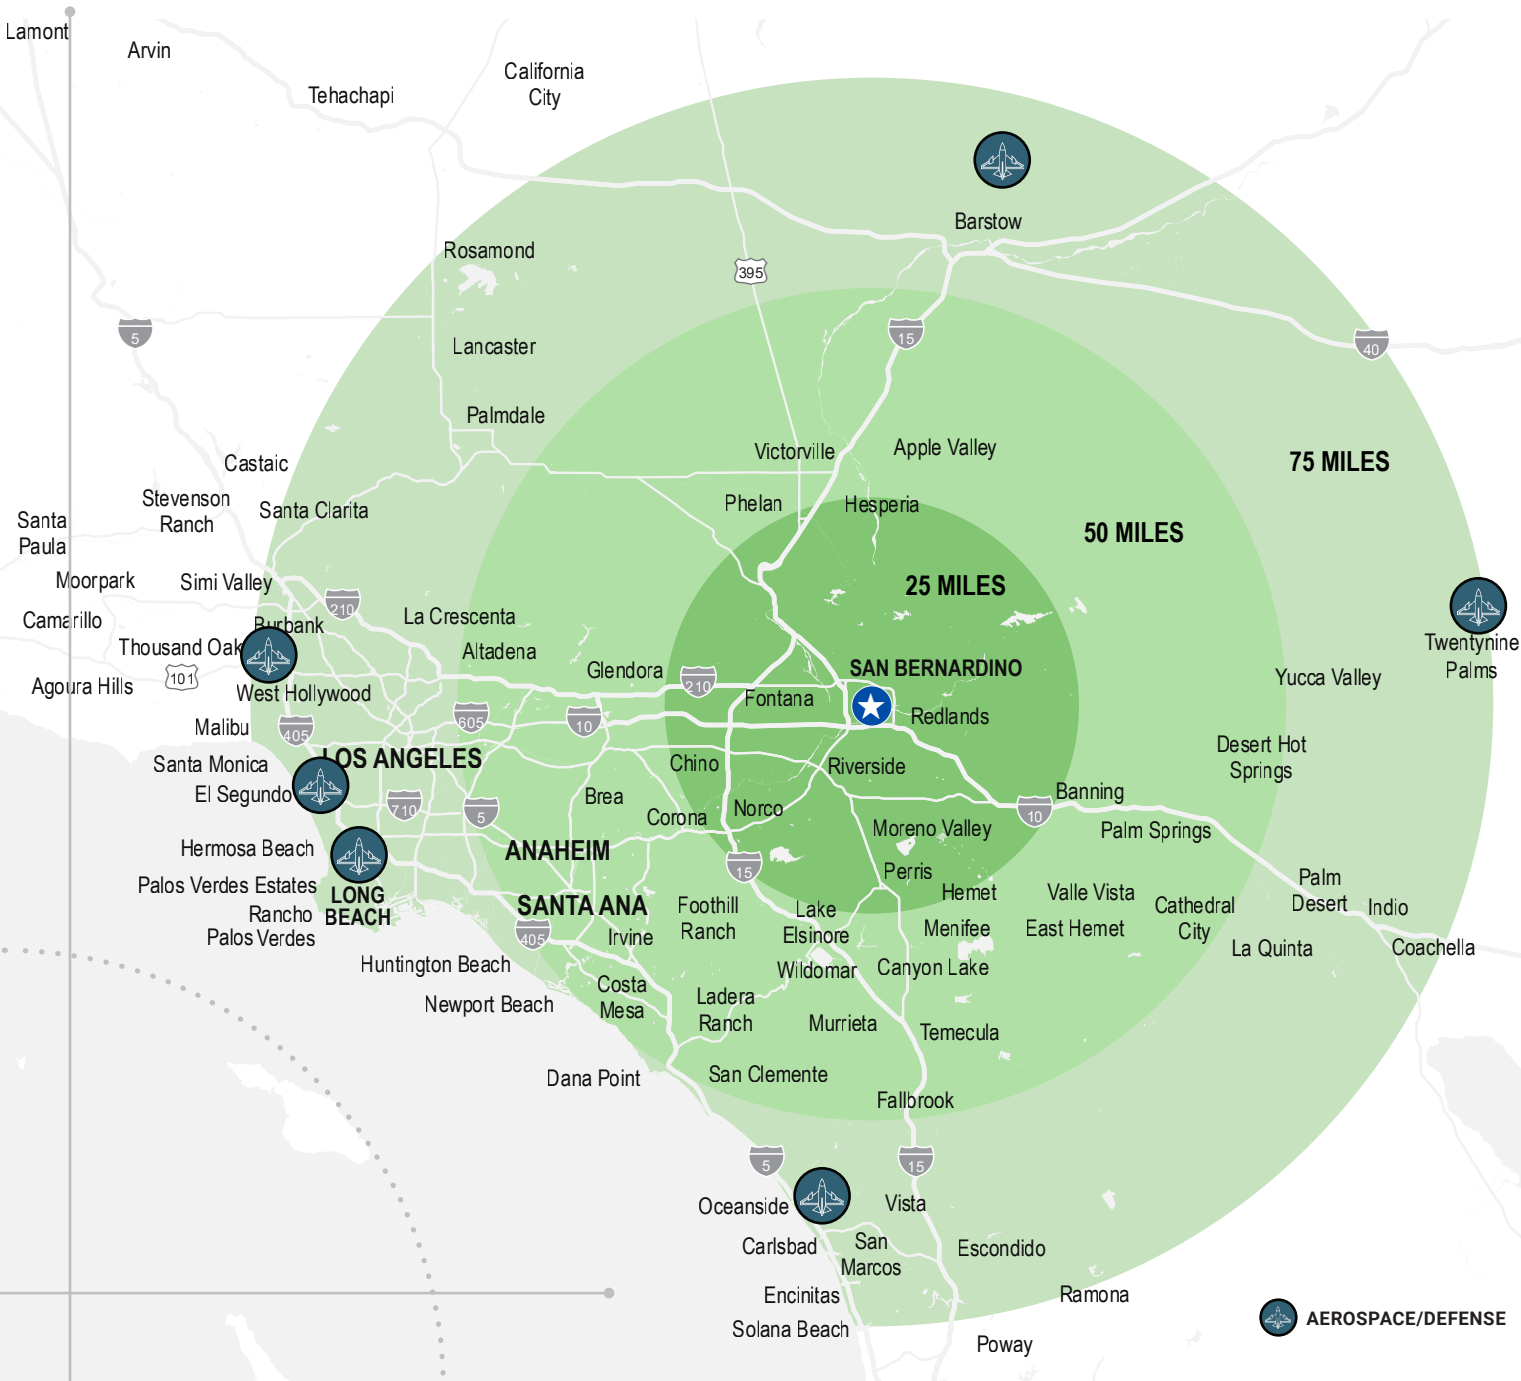 Lamont
Arvin
Tehachapi
California
City
Barstow
Rosamond
395
5
15
40
Lancaster
Palmdale
Victorville
Apple Valley
75 MILES
Castaic
Stevenson
Ranch
Santa Clarita
Phelan
Hesperia
50 MILES
Santa
Paula
Moorpark
Simi Valley
25 MILES
210
Camarillo
Burbank
La Crescenta
Thousand Oak
Altadena
Twentynine
Palms
101
Agoura Hills
West Hollywood
Glendora
210
SAN BERNARDINO
Yucca Valley
Fontana
Redlands
Malibu
405
605
10
Santa Monica
LOS ANGELES
Chino
Riverside
Desert Hot
Springs
El Segundo
710
5
Brea
Corona
Norco
10
Banning
Hermosa Beach
ANAHEIM
Moreno Valley
Palm Springs
15
Perris
Palos Verdes Estates
LONG
BEACH
Rancho
Palos Verdes
SANTA ANA
Foothill
Ranch
Lake
Elsinore
Hemet
Valle Vista
Cathedral
City
Palm
Desert
Indio
405
Irvine
Menifee
East Hemet
La Quinta
Coachella
Huntington Beach
Wildomar
Canyon Lake
Newport Beach
Costa
Mesa
Ladera
Ranch
Murrieta
Temecula
Dana Point
San Clemente
Fallbrook
5
15
Oceanside
Vista
Carlsbad
San
Marcos
Escondido
Encinitas
Ramona
Solana Beach
Poway
AEROSPACE/DEFENSE